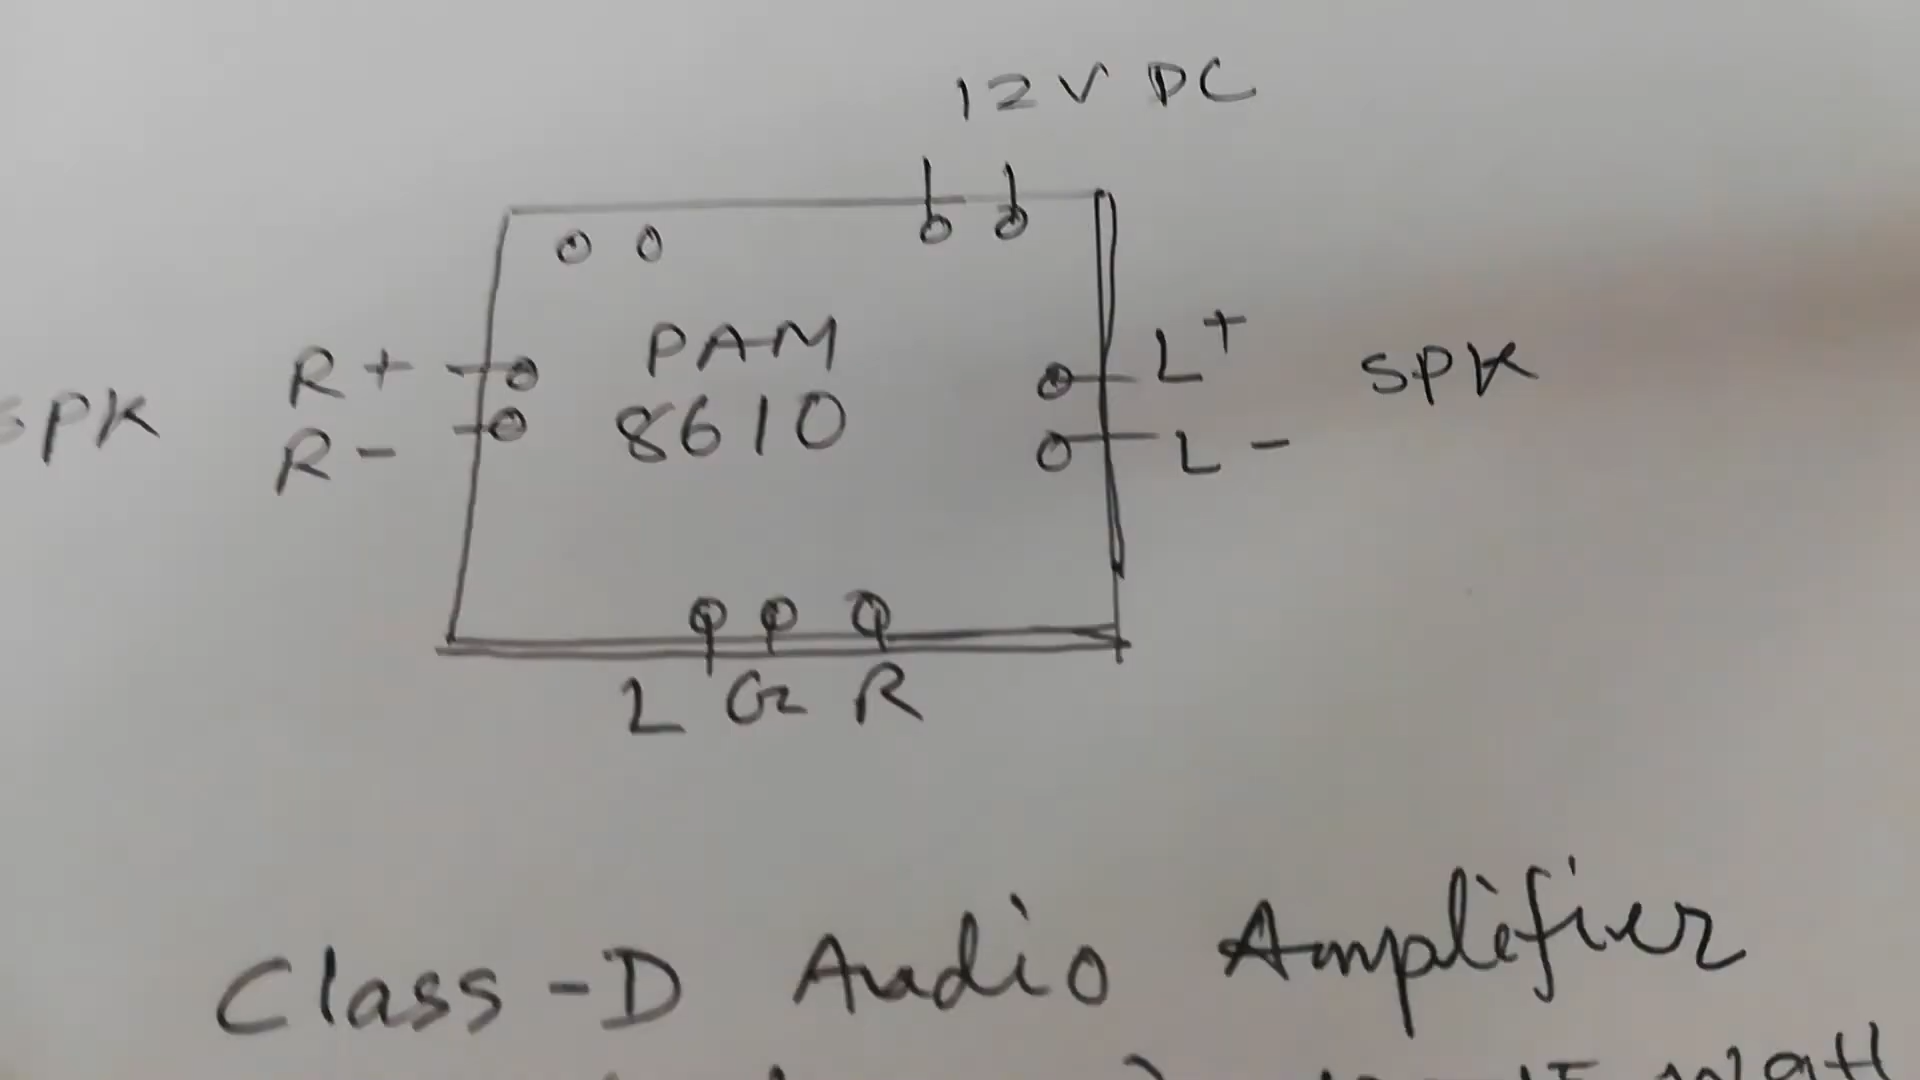 12V DC
PAM
8610
R +
R -
SPK
L +
L -
SPK
L G R
Class-D Audio Amplifier